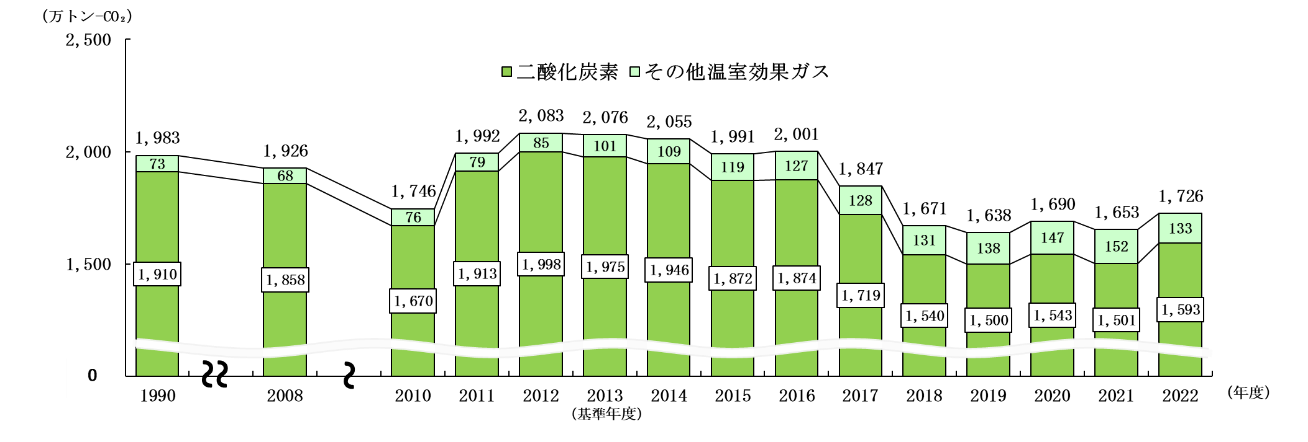 (万トン-CO₂)
2,500
2,000
1,500
0
二酸化炭素 その他温室効果ガス
1,983 1,926 1,746 1,992 2,083 2,076 2,055 1,991 2,001 1,847 1,671 1,638 1,690 1,653 1,726
73 68 76 79 85 101 109 119 127 128 131 138 147 152 133
1,910 1,858 1,670 1,913 1,998 1,975 1,946 1,872 1,874 1,719 1,540 1,500 1,543 1,501 1,593
1990 2008 2010 2011 2012 2013 2014 2015 2016 2017 2018 2019 2020 2021 2022 (年度)
(基準年度)